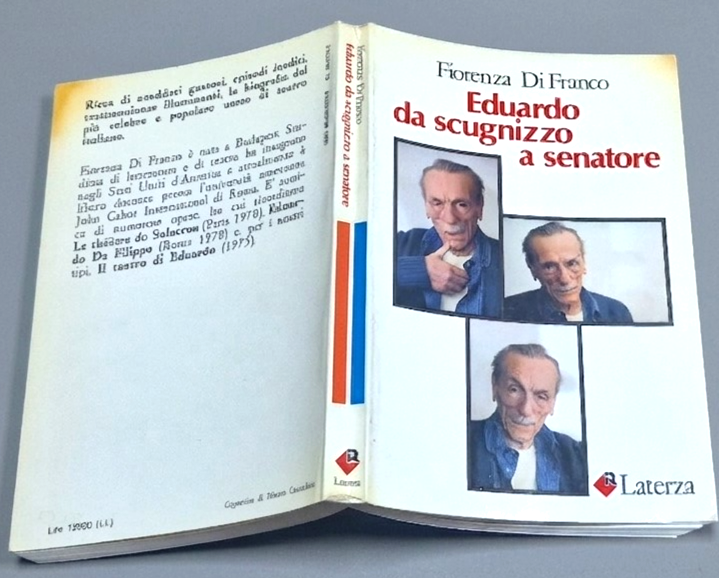 Ricca di aneddoti gustosi, episodi inediti,
testimonianze illuminanti, la biografia del
più celebre e popolare uomo di teatro
italiano.
Fiorenza Di Franco è nata a Budapest. Stu-
diosa di letteratura e di teatro ha insegnato
negli Stati Uniti d'America e attualmente è
libero docente presso l'università americana
John Cabot International di Roma. E'
di numerose opere, tra cui ricordiamo
Le théâtre de Salacrou (Paris 1970), Eduar-
do De Filippo (Roma 1978) e, per i nostri
tipi, Il teatro di Eduardo (1975).
Copertina di
Lire (i.i.)
Fiorenza Di Franco
Eduardo da scugnizzo a senatore
Laterza
Fiorenza Di Franco
Eduardo
da scugnizzo
a senatore
Laterza